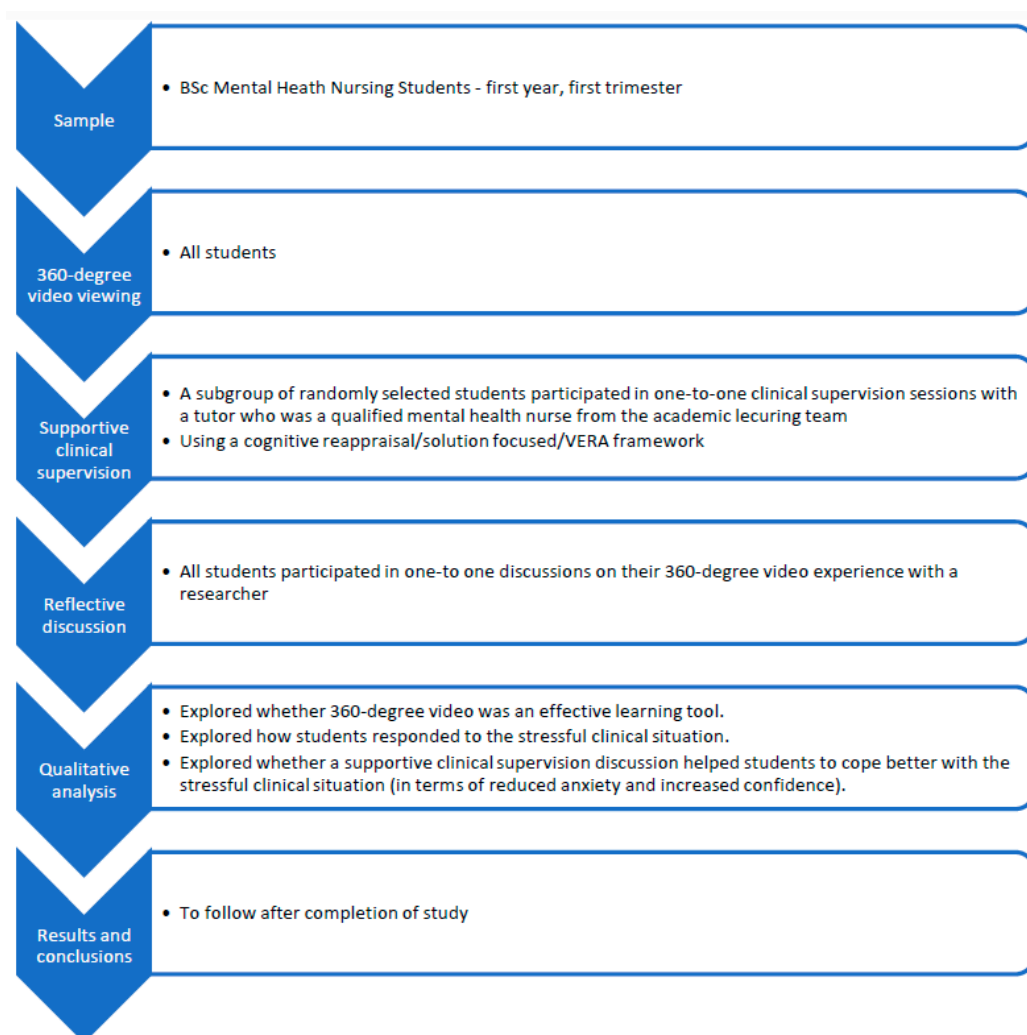 Sample
• BSc Mental Heath Nursing Students - first year, first trimester
360-degree
video viewing
• All students
Supportive
clinical
supervision
• A subgroup of randomly selected students participated in one-to-one clinical supervision sessions with
a tutor who was a qualified mental health nurse from the academic lecuring team
• Using a cognitive reappraisal/solution focused/VERA framework
Reflective
discussion
• All students participated in one-to one discussions on their 360-degree video experience with a
researcher
Qualitative
analysis
• Explored whether 360-degree video was an effective learning tool.
• Explored how students responded to the stressful clinical situation.
• Explored whether a supportive clinical supervision discussion helped students to cope better with the
stressful clinical situation (in terms of reduced anxiety and increased confidence).
Results and
conclusions
• To follow after completion of study